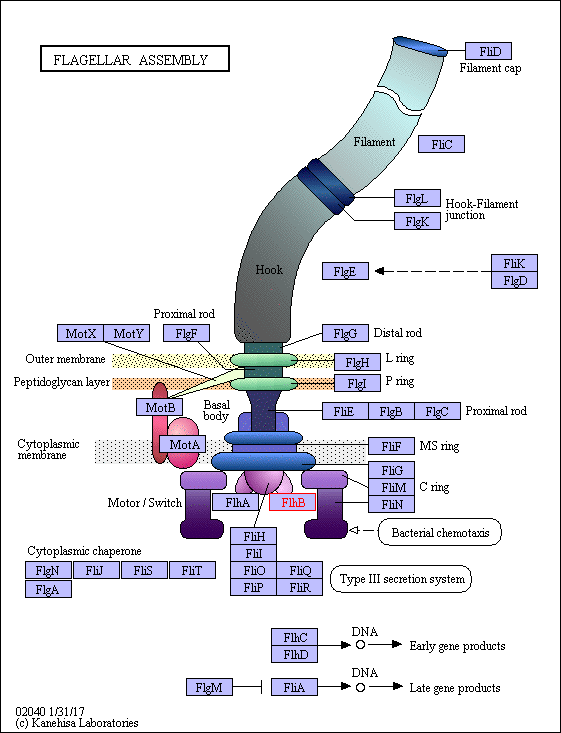 FLAGELLAR ASSEMBLY
FliD
Filament cap
Filament
FliC
FlgL
FlgK
Hook-Filament
junction
Hook
FlgE
FliK
FlgD
Proximal rod
MotX MotY FlgF
FlgG Distal rod
Outer membrane
FlgH L ring
Peptidoglycan layer
FlgI P ring
MotB
Basal
body
FliE FlgB FlgC Proximal rod
MotA
Cytoplasmic
membrane
FliF MS ring
FliG
FliM
FliN
C ring
Motor / Switch
FlhA FlhB
Bacterial chemotaxis
FliH
FliI
FliO FliQ
FliP FliR
Type III secretion system
Cytoplasmic chaperone
FlgN FliJ FliS FliT
FlgA
FlhC
FlhD
DNA
Early gene products
FlgM FliA
DNA
Late gene products
02040 1/31/17
(c) Kanehisa Laboratories